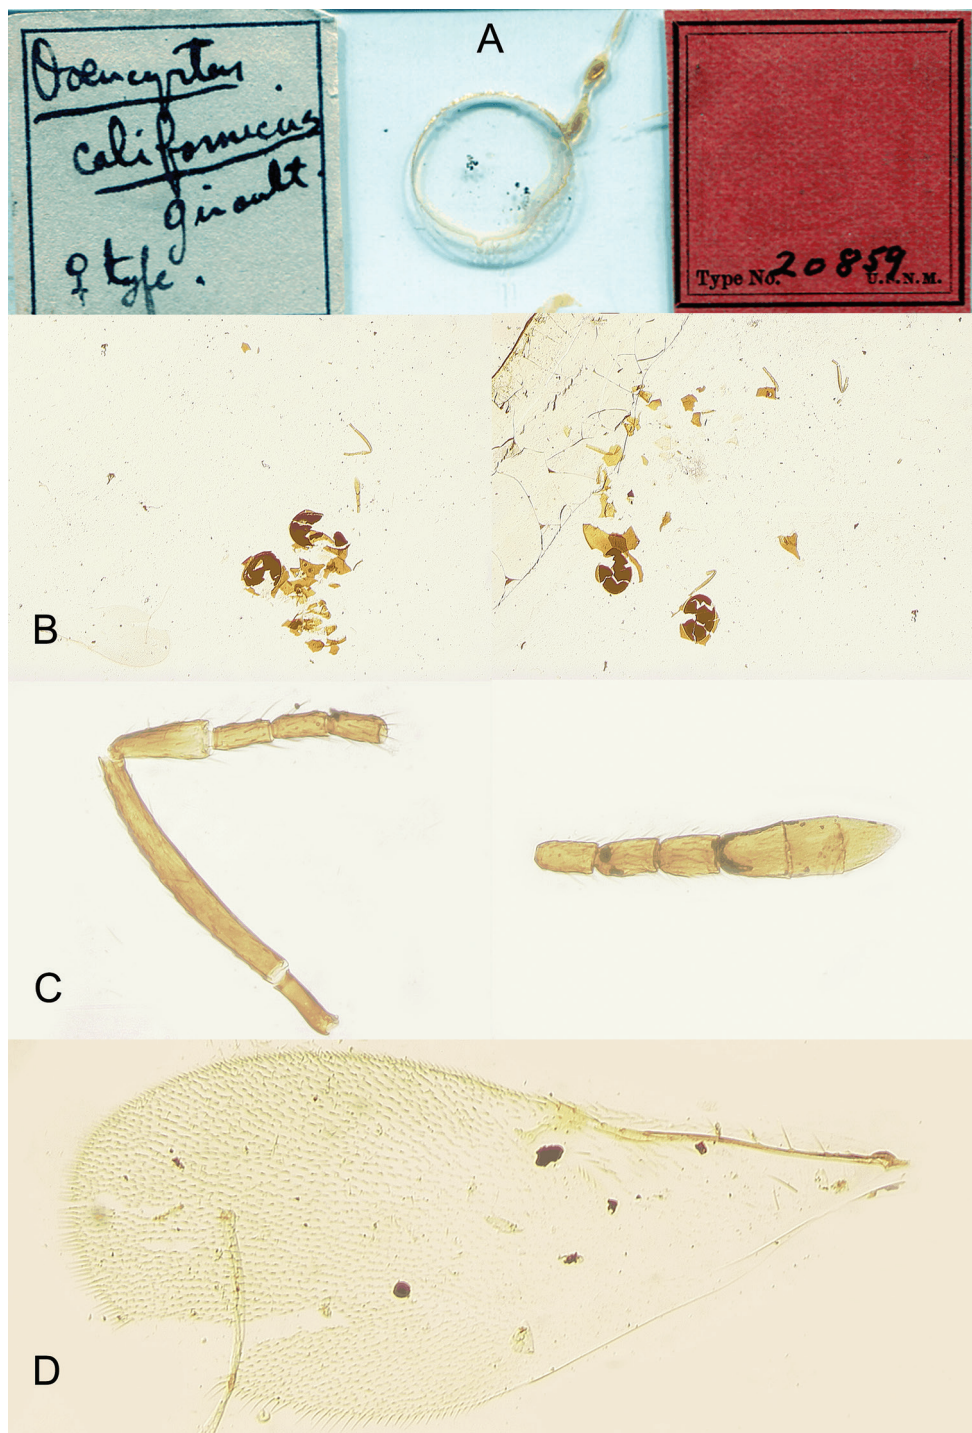 A
Ooencyrtus
californicus
Girault.
♀ type.
Type No. 20859
U.S.N.M.
B
C
D